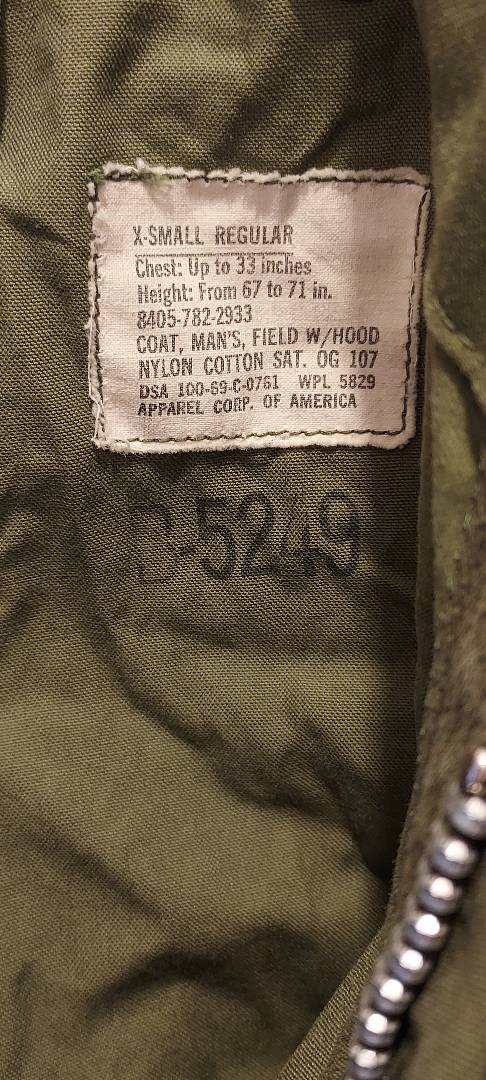 X-SMALL REGULAR
Chest: Up to 33 inches
Height: From 67 to 71 in.
8405-782-2933
COAT, MAN'S, FIELD W/HOOD
NYLON COTTON SAT. OG 107
DSA 100-69-C-0761 WPL 5829
APPAREL CORP. OF AMERICA
-5249